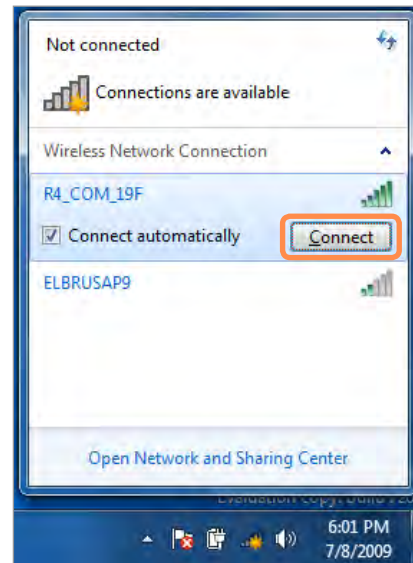 Not connected
Connections are available
Wireless Network Connection
R4_COM_19F
Connect automatically
Connect
ELBRUSAP9
Open Network and Sharing Center
6:01 PM
7/8/2009